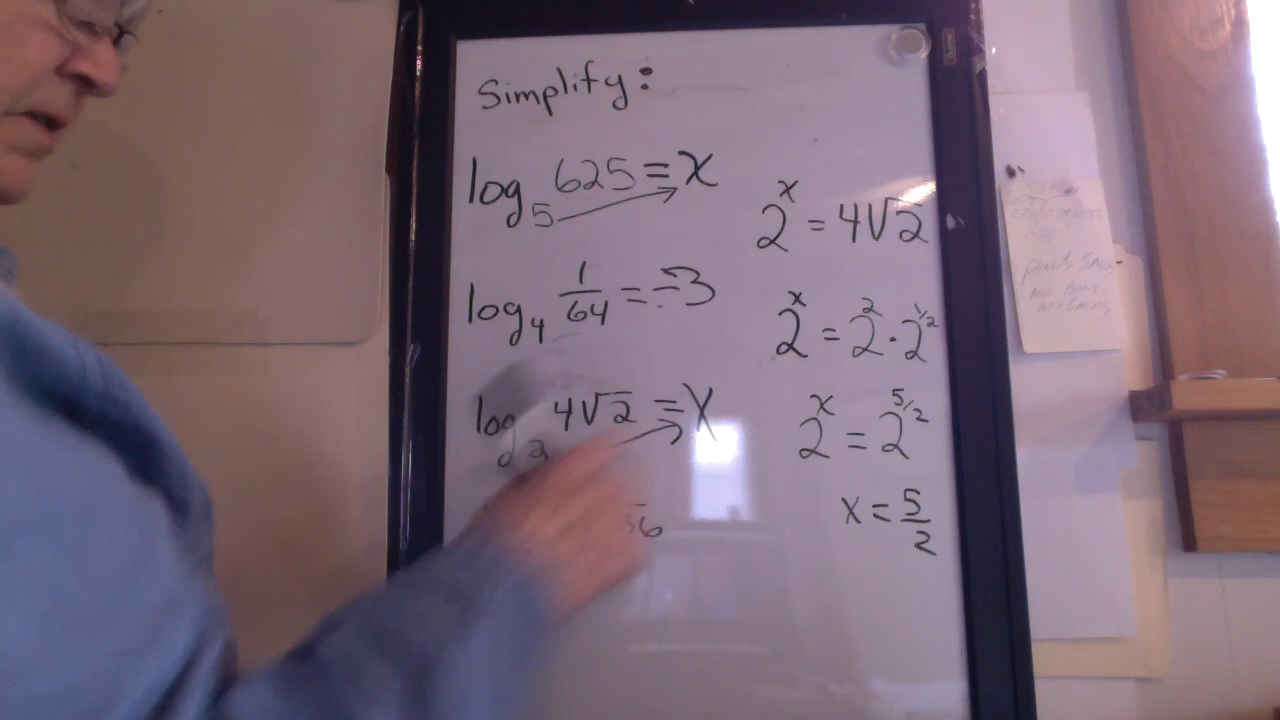 Simplify:
log₅ 625 = x
log₄ 1/64 = -3
log₂ 4√2 = x
56
2^x = 4√2
2^x = 2^2 · 2^1/2
2^x = 2^5/2
x = 5/2